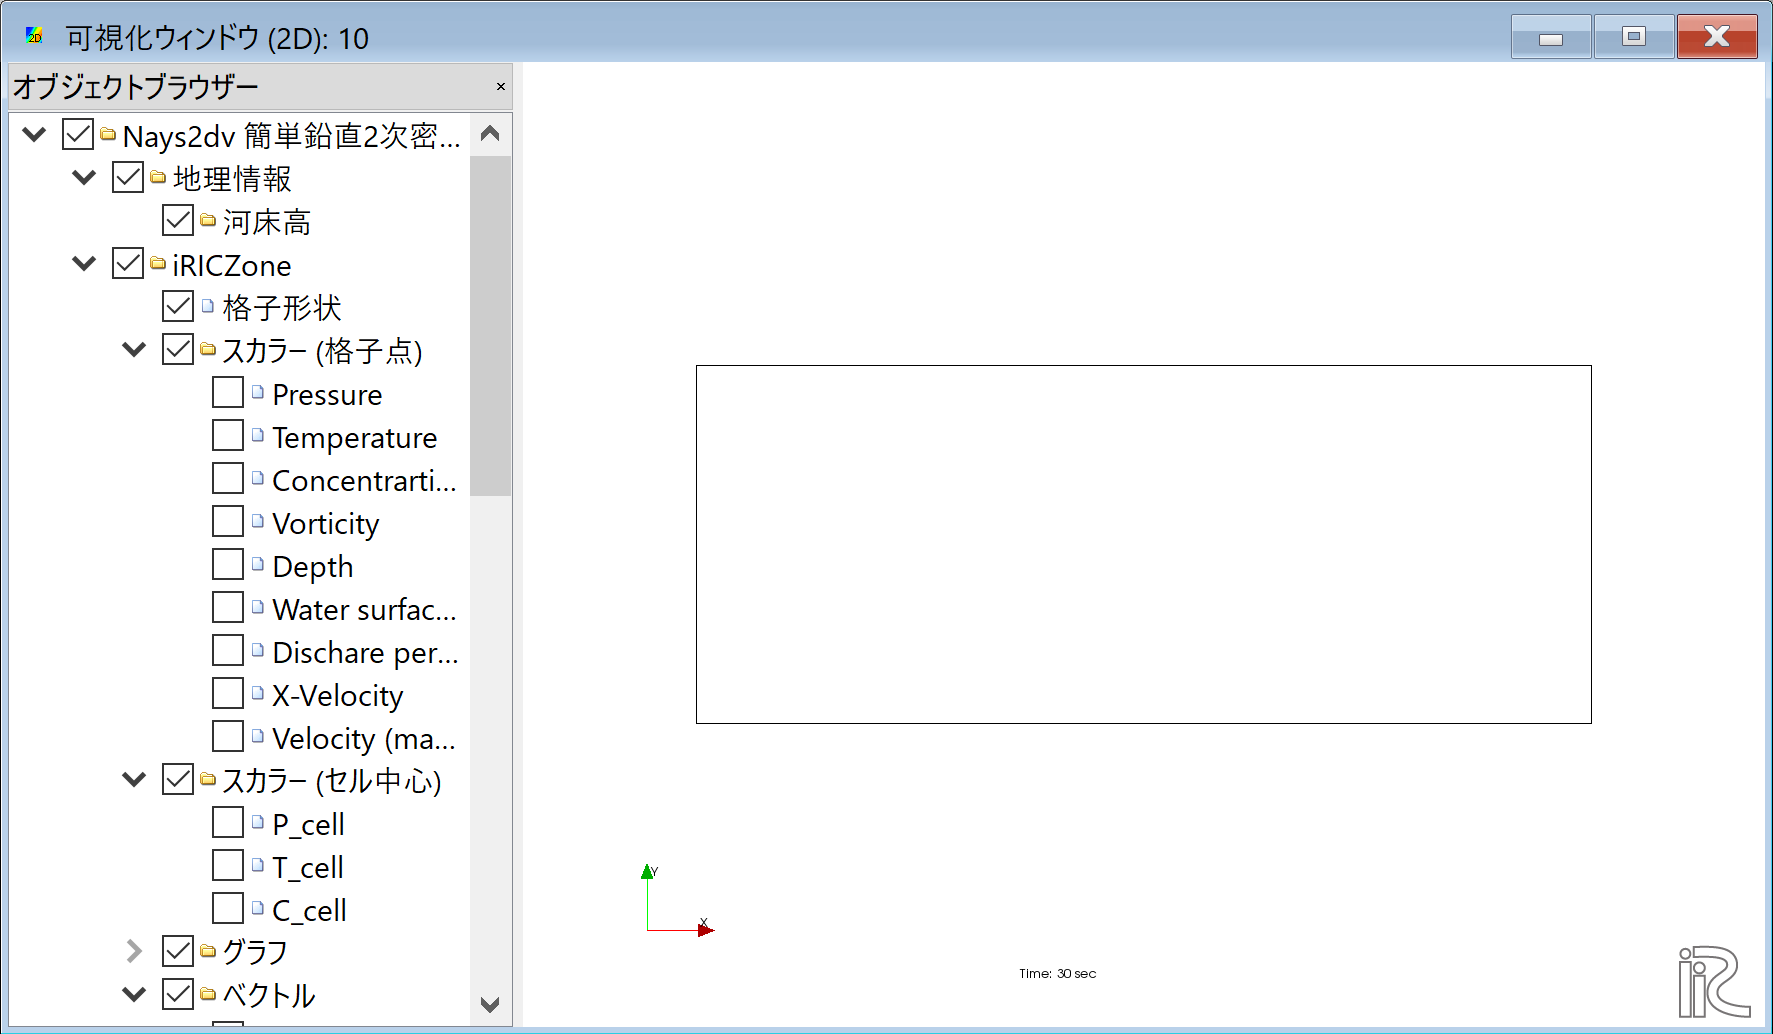 可視化ウィンドウ (2D): 10
オブジェクトブラウザー
Nays2dv 簡単鉛直2次密...
地理情報
河床高
iRICZone
格子形状
スカラー (格子点)
Pressure
Temperature
Concentrarti...
Vorticity
Depth
Water surfac...
Dischare per...
X-Velocity
Velocity (ma...
スカラー (セル中心)
P_cell
T_cell
C_cell
グラフ
ベクトル
Y
X
Time: 30 sec
iRiC